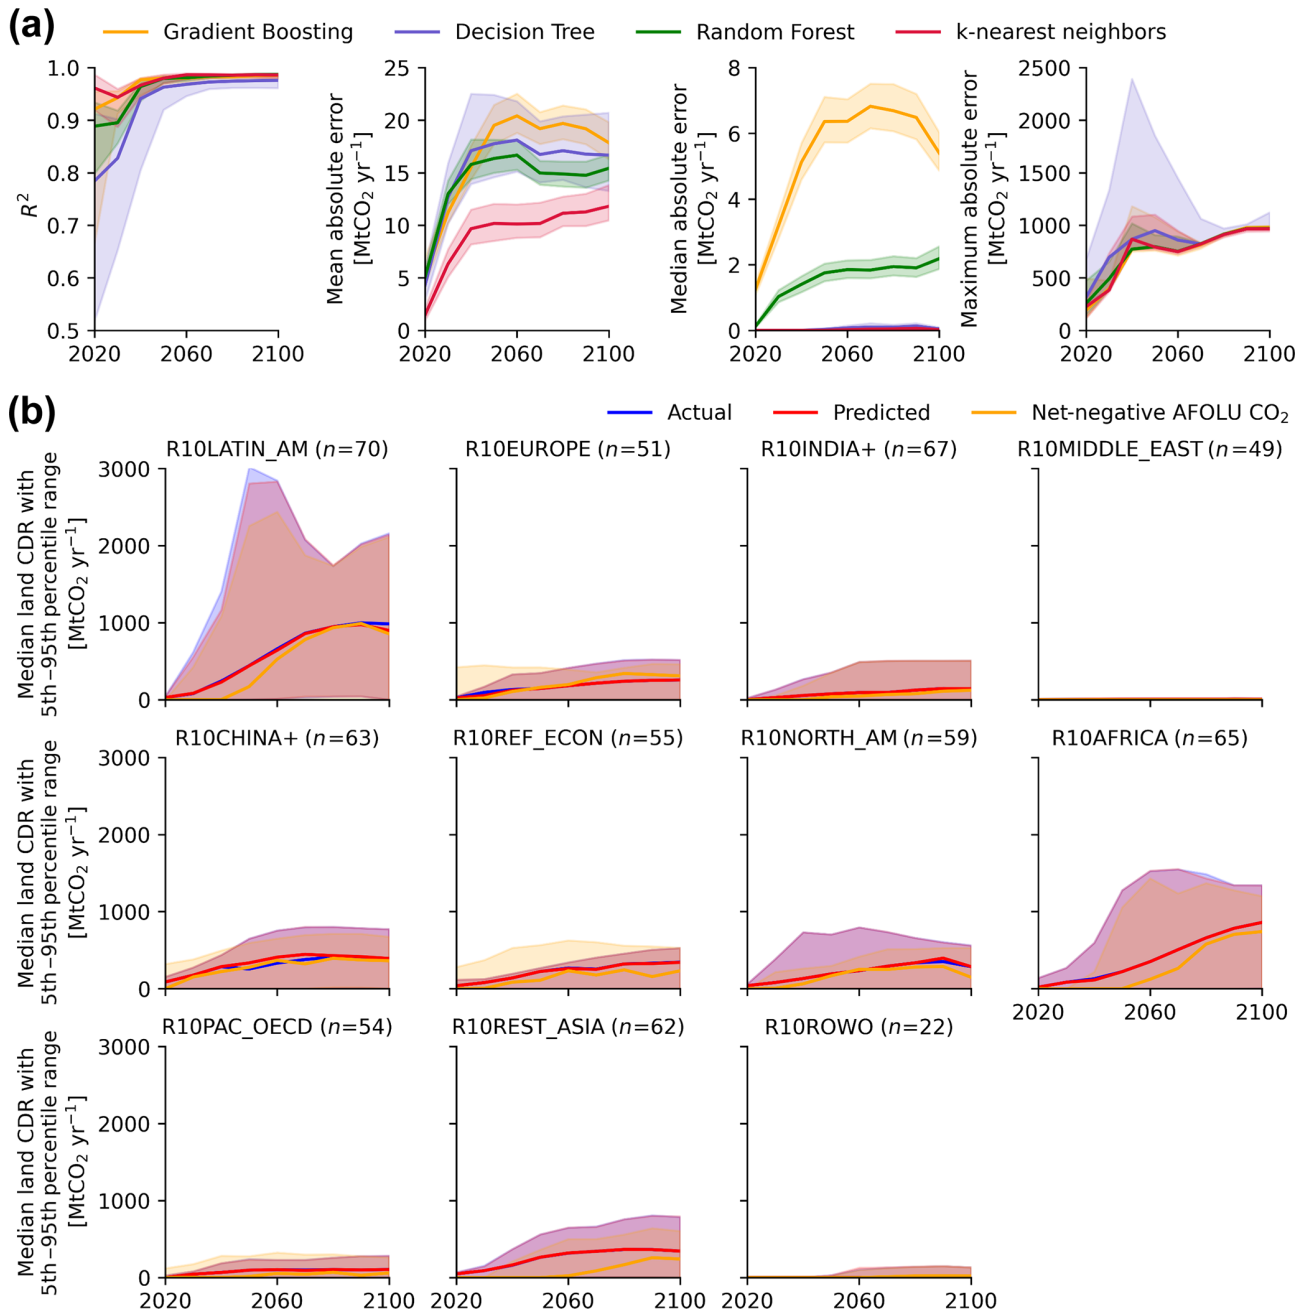 (a)
Gradient Boosting
Decision Tree
Random Forest
k-nearest neighbors
R²
1.0
0.9
0.8
0.7
0.6
0.5
2020
2060
2100
Mean absolute error
[MtCO₂ yr⁻¹]
25
20
15
10
5
0
2020
2060
2100
Median absolute error
[MtCO₂ yr⁻¹]
8
6
4
2
0
2020
2060
2100
Maximum absolute error
[MtCO₂ yr⁻¹]
2500
2000
1500
1000
500
0
2020
2060
2100
(b)
Actual
Predicted
Net-negative AFOLU CO₂
R10LATIN_AM (n=70)
R10EUROPE (n=51)
R10INDIA+ (n=67)
R10MIDDLE_EAST (n=49)
Median land CDR with
5th–95th percentile range
[MtCO₂ yr⁻¹]
3000
2000
1000
0
R10CHINA+ (n=63)
R10REF_ECON (n=55)
R10NORTH_AM (n=59)
R10AFRICA (n=65)
Median land CDR with
5th–95th percentile range
[MtCO₂ yr⁻¹]
3000
2000
1000
0
2020
2060
2100
R10PAC_OECD (n=54)
R10REST_ASIA (n=62)
R10ROWO (n=22)
Median land CDR with
5th–95th percentile range
[MtCO₂ yr⁻¹]
3000
2000
1000
0
2020
2060
2100
2020
2060
2100
2020
2060
2100